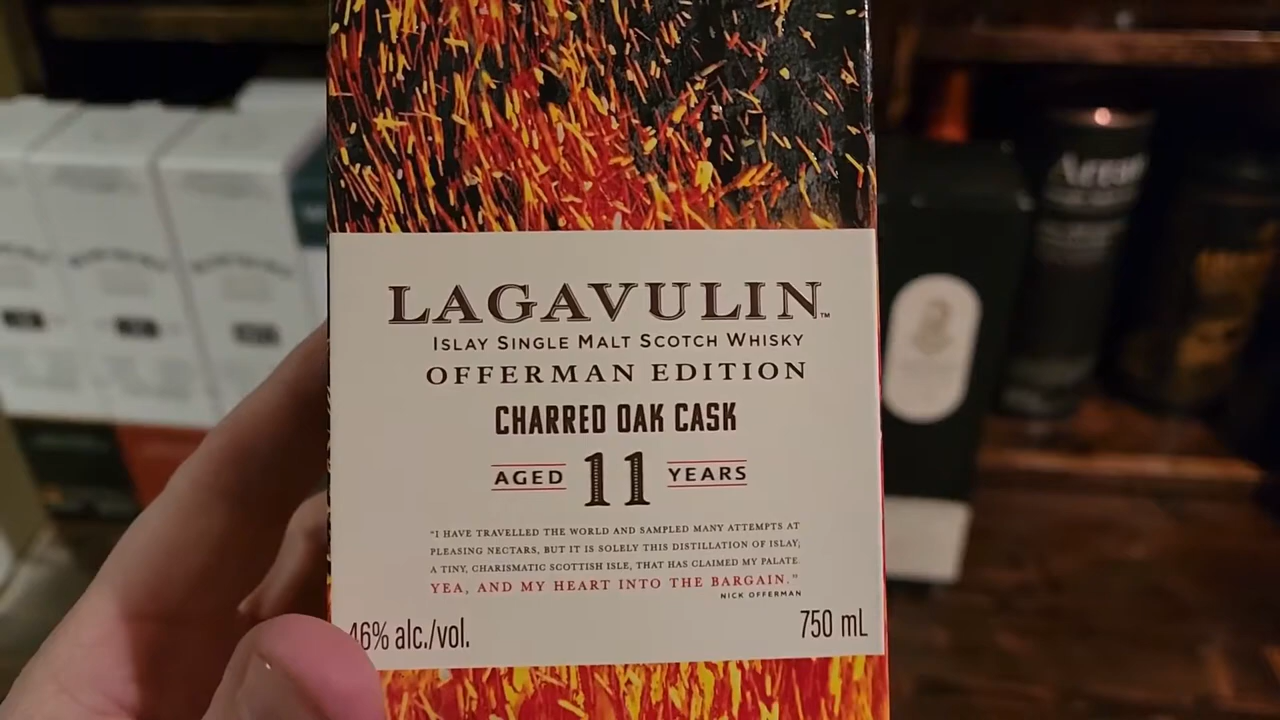 LAGAVULIN™
ISLAY SINGLE MALT SCOTCH WHISKY
OFFERMAN EDITION
CHARRED OAK CASK
AGED 11 YEARS
"I HAVE TRAVELLED THE WORLD AND SAMPLED MANY ATTEMPTS AT
PLEASING NECTARS, BUT IT IS SOLELY THIS DISTILLATION OF ISLAY;
A TINY, CHARISMATIC SCOTTISH ISLE, THAT HAS CLAIMED MY PALATE.
YEA, AND MY HEART INTO THE BARGAIN."
NICK OFFERMAN
46% alc./vol. 750 mL
Arran